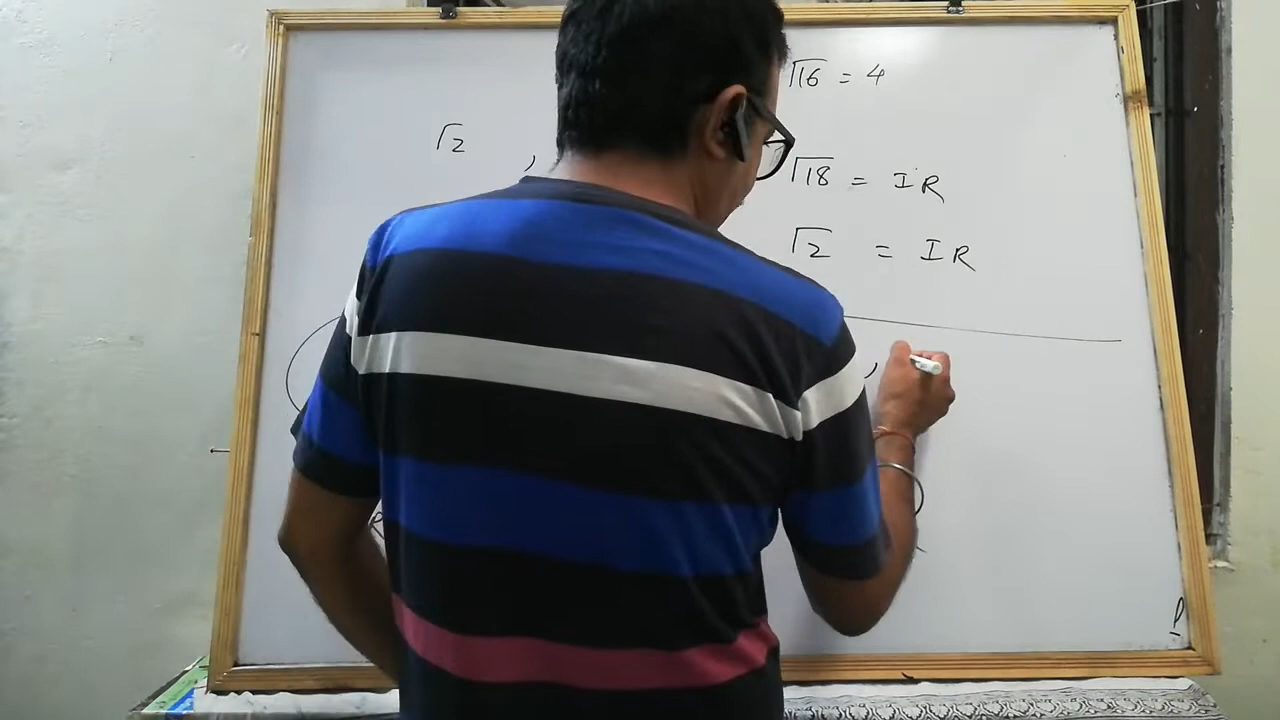 √16 = 4
√2 ,
√18 = IR
√2 = IR
,
R
P